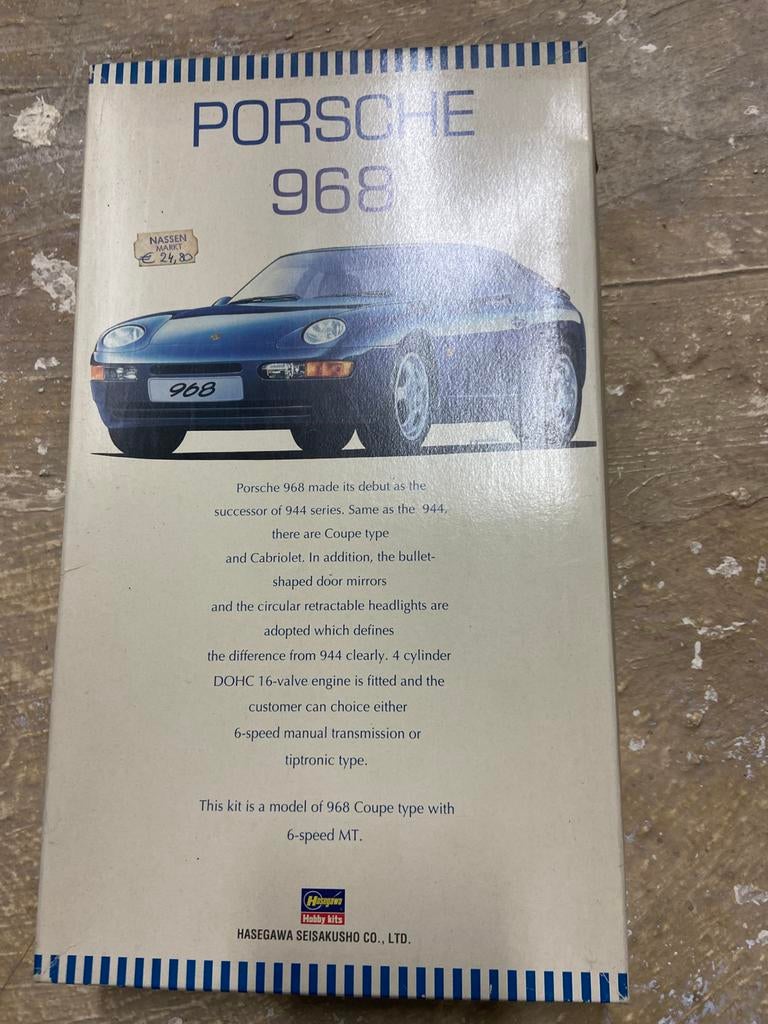 PORSCHE
968
NASSEN
MARKT
€ 24,80
968
Porsche 968 made its debut as the
successor of 944 series. Same as the 944,
there are Coupe type
and Cabriolet. In addition, the bullet-
shaped door mirrors
and the circular retractable headlights are
adopted which defines
the difference from 944 clearly. 4 cylinder
DOHC 16-valve engine is fitted and the
customer can choice either
6-speed manual transmission or
tiptronic type.
This kit is a model of 968 Coupe type with
6-speed MT.
Hasegawa
Hobby kits
HASEGAWA SEISAKUSHO CO., LTD.